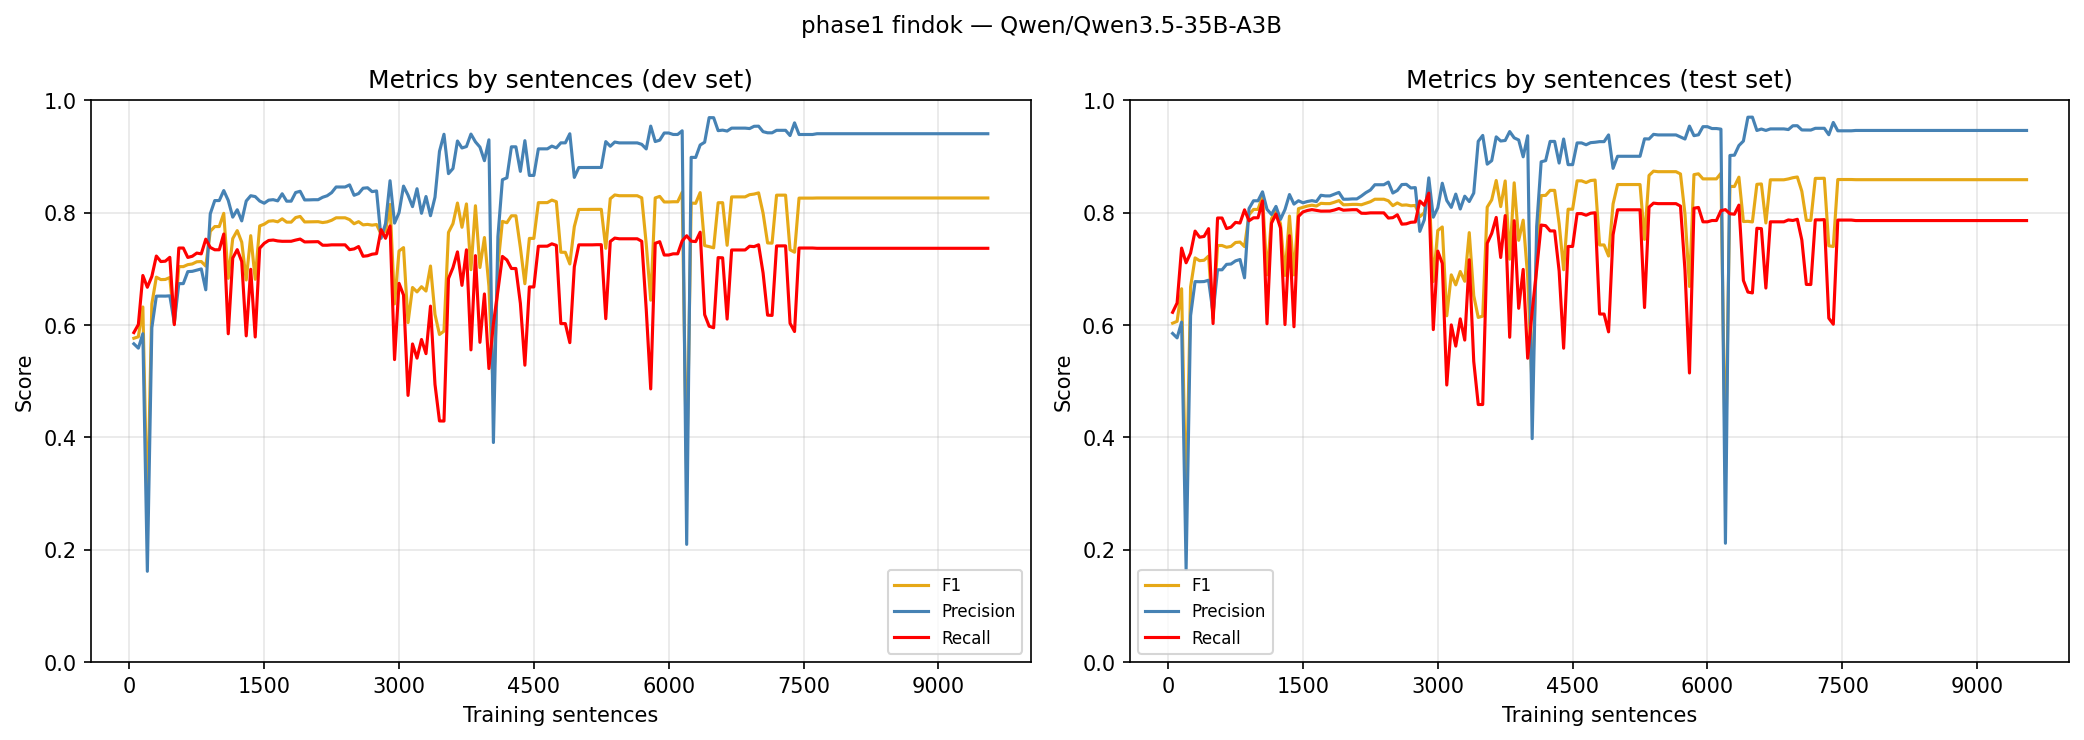 phase1 findok — Qwen/Qwen3.5-35B-A3B
Metrics by sentences (dev set)
1.0
0.8
0.6
0.4
0.2
0.0
Score
0 1500 3000 4500 6000 7500 9000
Training sentences
F1
Precision
Recall
Metrics by sentences (test set)
1.0
0.8
0.6
0.4
0.2
0.0
Score
0 1500 3000 4500 6000 7500 9000
Training sentences
F1
Precision
Recall